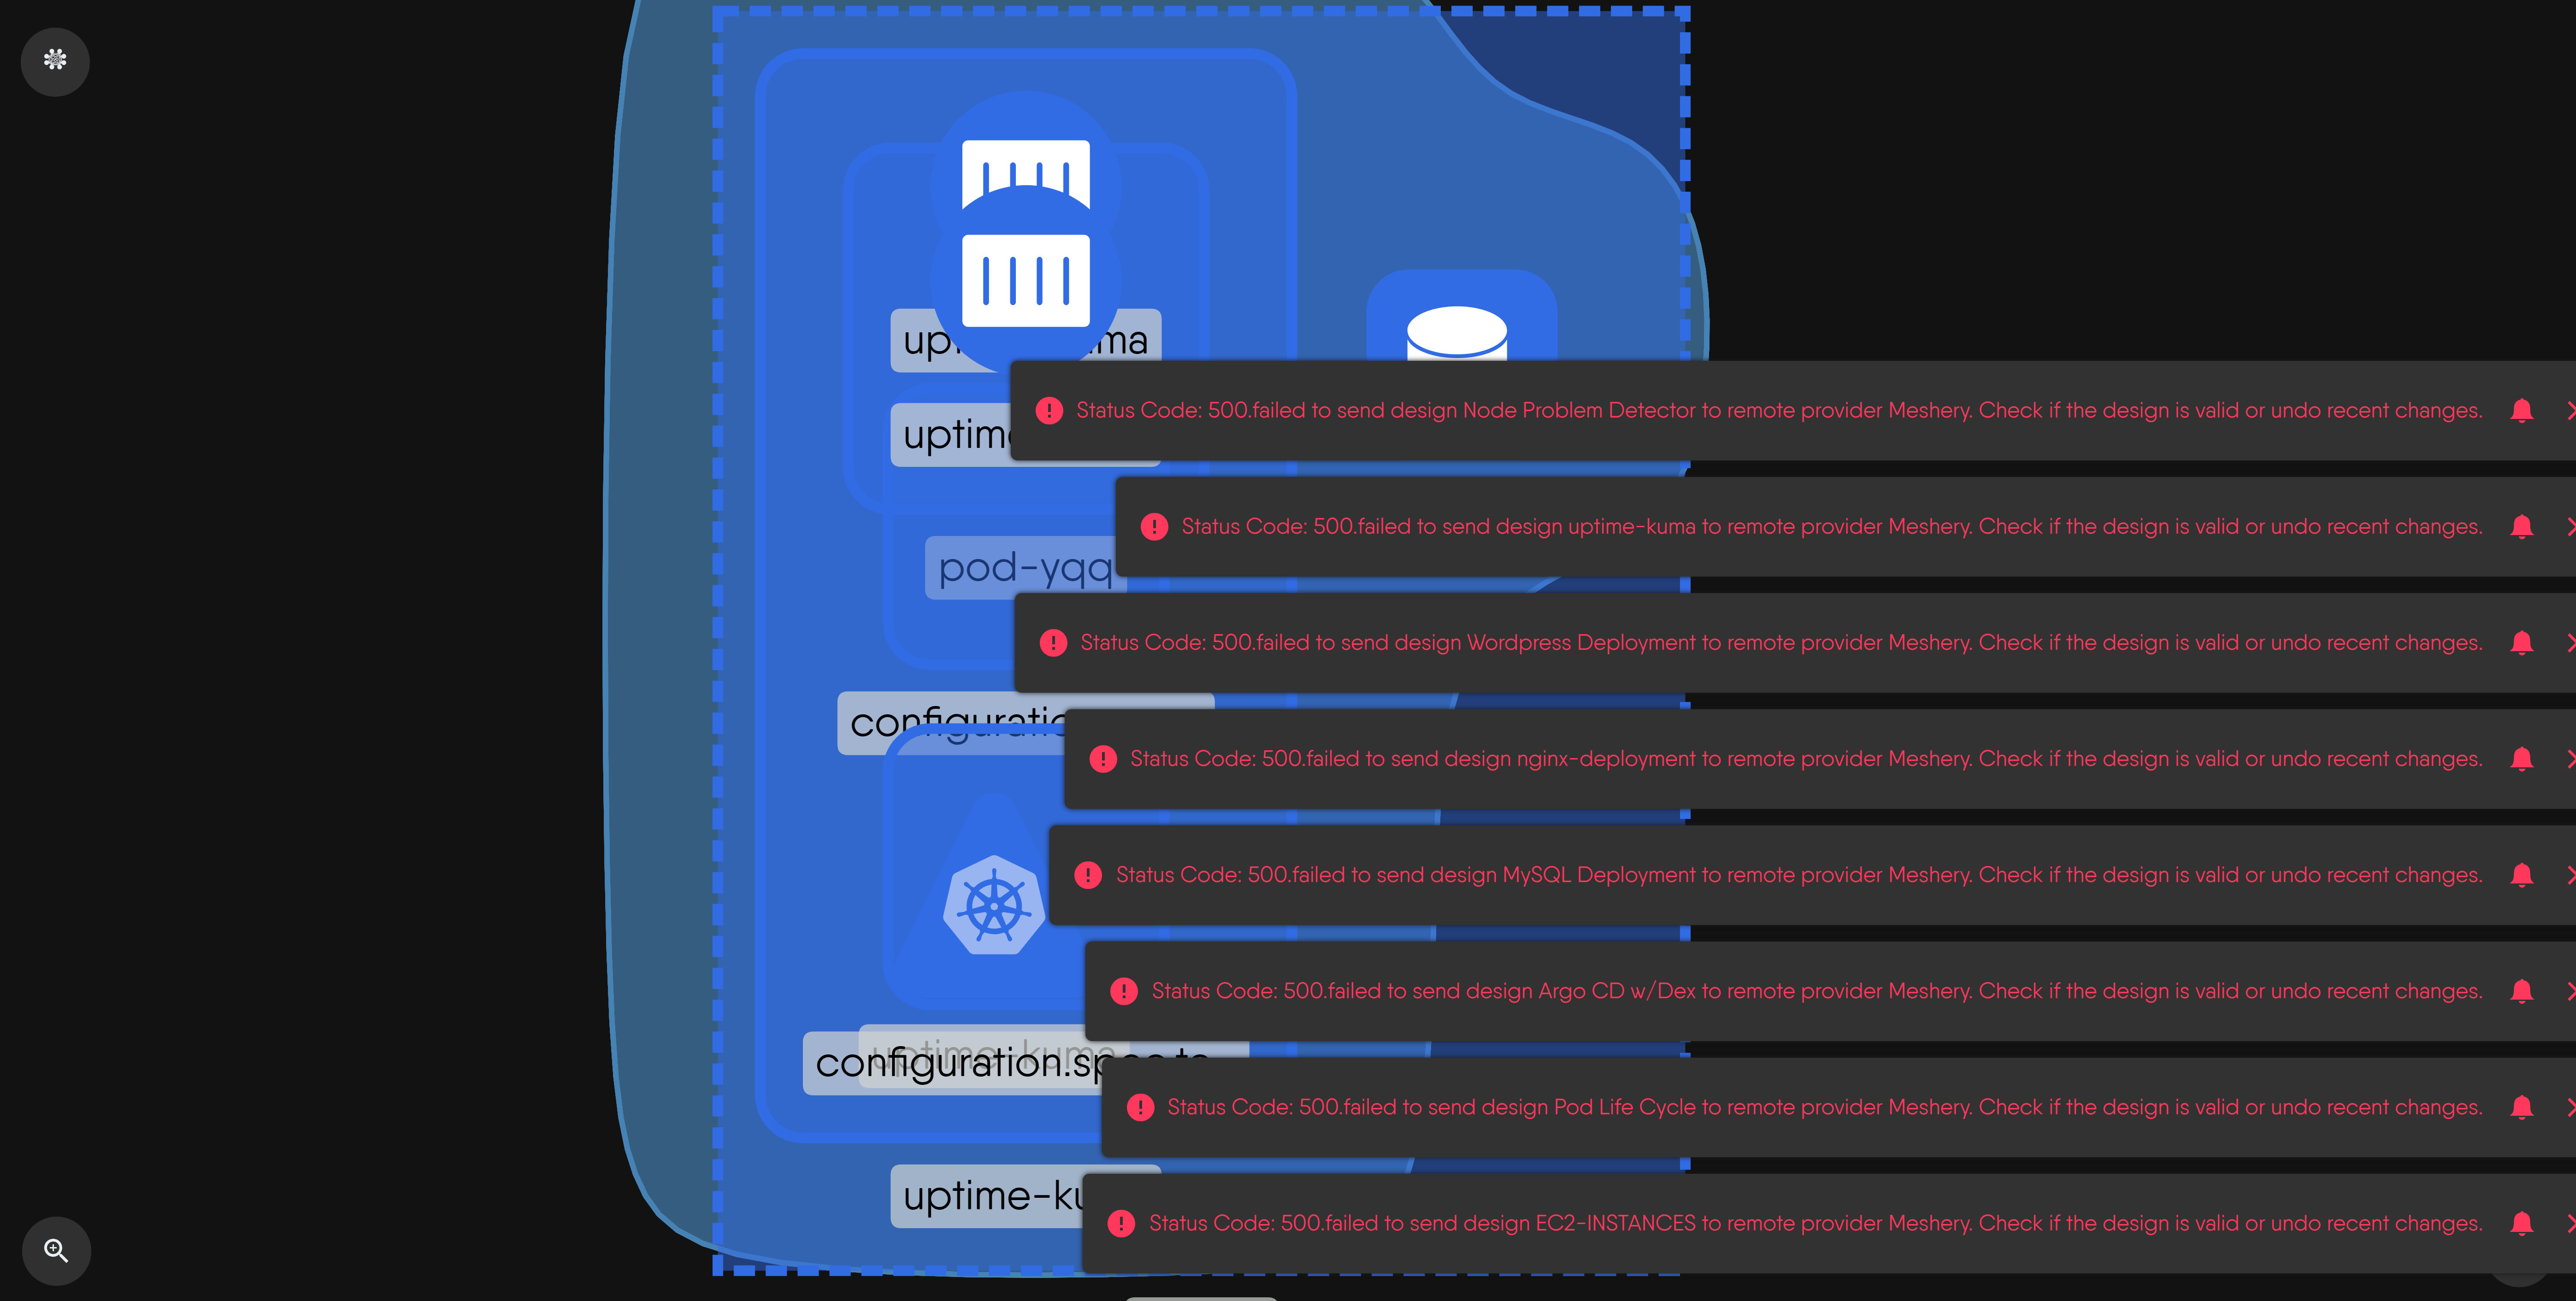 Status Code: 500.failed to send design Node Problem Detector to remote provider Meshery. Check if the design is valid or undo recent changes.
Status Code: 500.failed to send design uptime-kuma to remote provider Meshery. Check if the design is valid or undo recent changes.
pod-yqq
Status Code: 500.failed to send design Wordpress Deployment to remote provider Meshery. Check if the design is valid or undo recent changes.
Status Code: 500.failed to send design nginx-deployment to remote provider Meshery. Check if the design is valid or undo recent changes.
Status Code: 500.failed to send design MySQL Deployment to remote provider Meshery. Check if the design is valid or undo recent changes.
Status Code: 500.failed to send design Argo CD w/Dex to remote provider Meshery. Check if the design is valid or undo recent changes.
uptime-kuma
Status Code: 500.failed to send design Pod Life Cycle to remote provider Meshery. Check if the design is valid or undo recent changes.
Status Code: 500.failed to send design EC2-INSTANCES to remote provider Meshery. Check if the design is valid or undo recent changes.